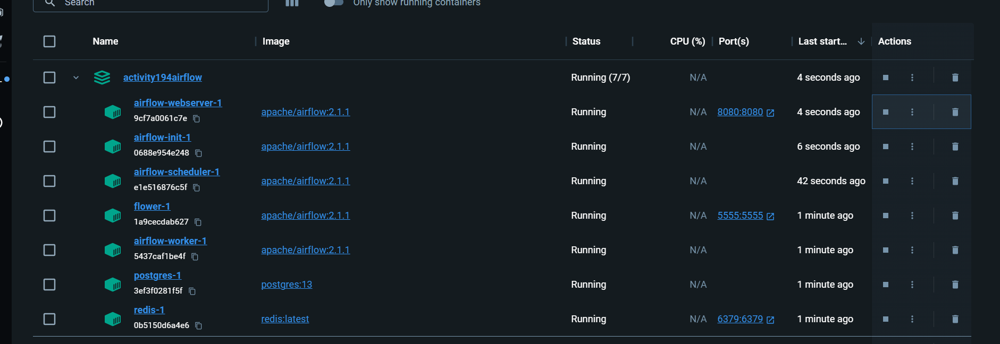 Search
Only show running containers
Name Image Status CPU (%) Port(s) Last start... Actions
activity194airflow Running (7/7) N/A 4 seconds ago
airflow-webserver-1
9cf7a0061c7e apache/airflow:2.1.1 Running N/A 8080:8080 4 seconds ago
airflow-init-1
0688e954e248 apache/airflow:2.1.1 Running N/A 6 seconds ago
airflow-scheduler-1
e1e516876c5f apache/airflow:2.1.1 Running N/A 42 seconds ago
flower-1
1a9cecdab627 apache/airflow:2.1.1 Running N/A 5555:5555 1 minute ago
airflow-worker-1
5437caf1be4f apache/airflow:2.1.1 Running N/A 1 minute ago
postgres-1
3ef3f0281f5f postgres:13 Running N/A 1 minute ago
redis-1
0b5150d6a4e6 redis:latest Running N/A 6379:6379 1 minute ago